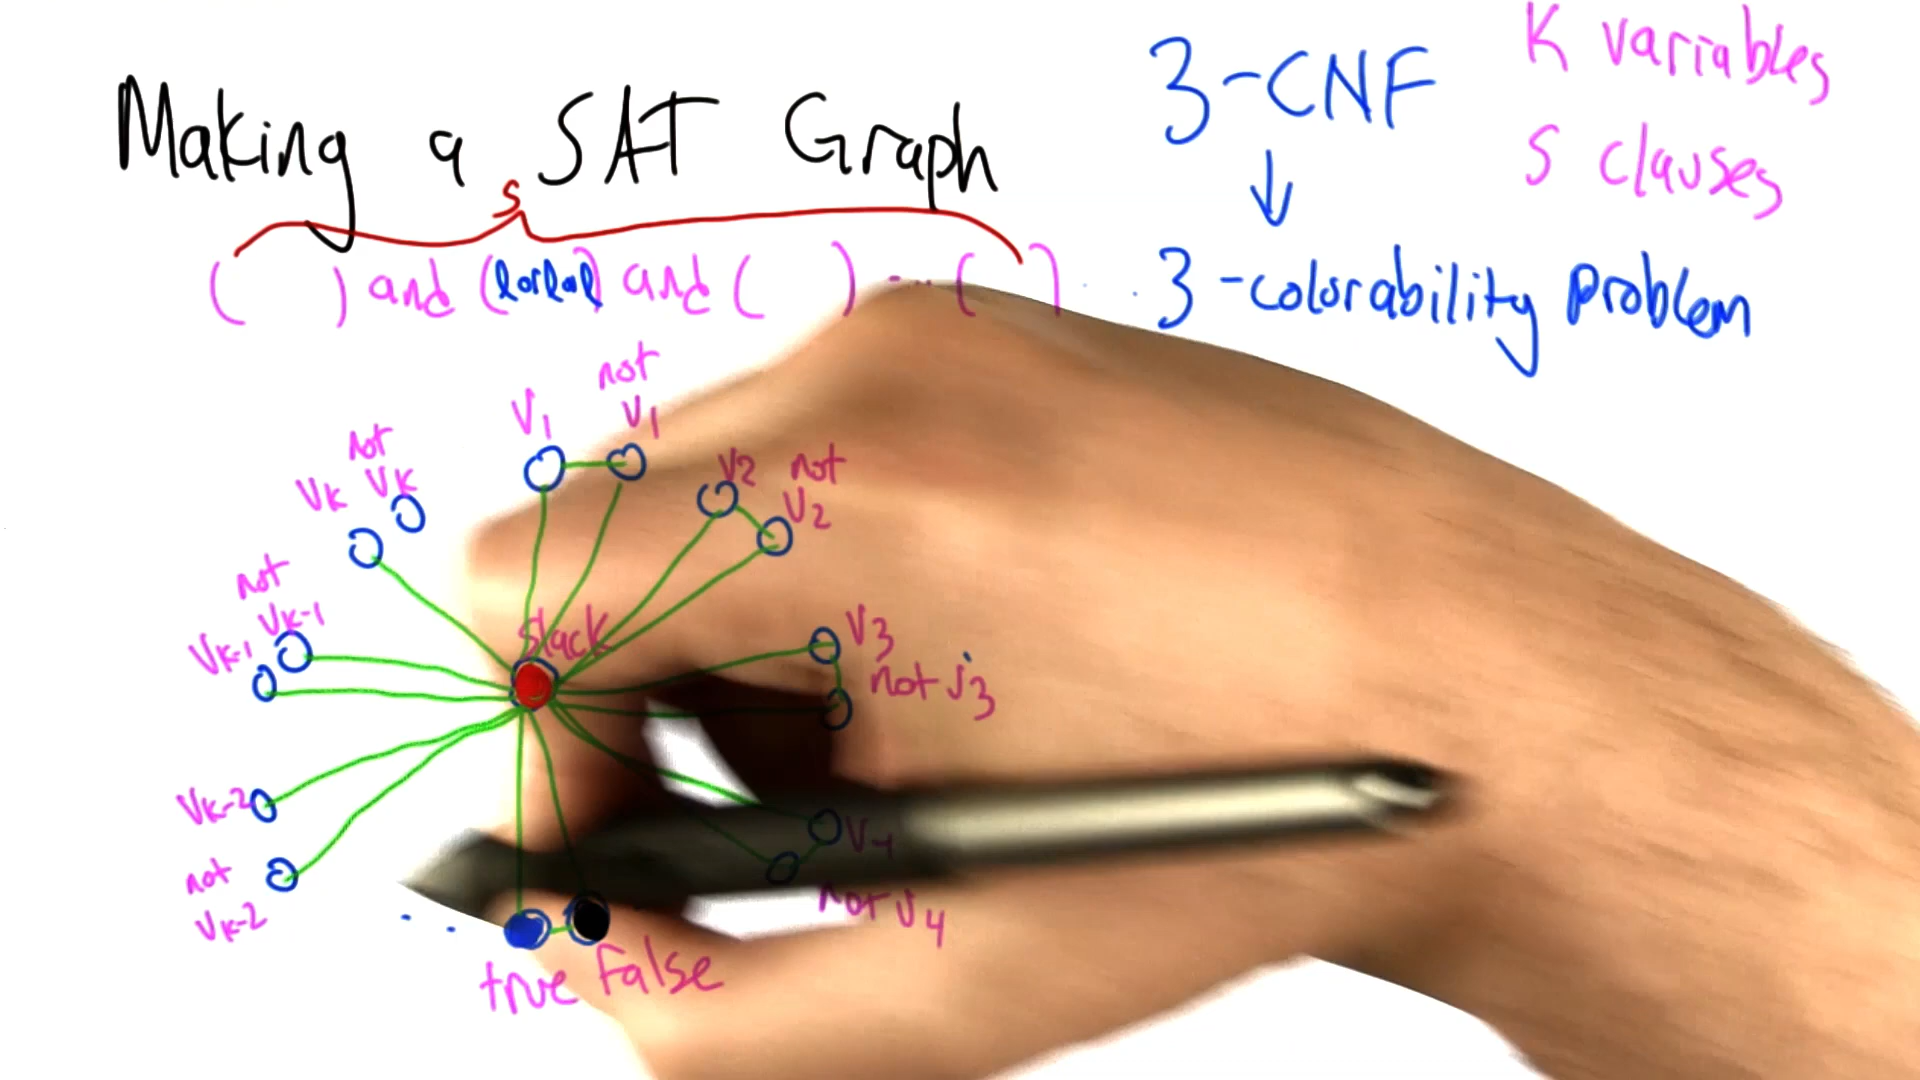 Making a SAT Graph
3-CNF
↓
3-colorability problem
K variables
S clauses
S
( ) and (lorlorl) and ( ) ... ( )
V1
not
V1
V2
not
V2
V3
not V3
V4
not V4
true
False
slack
VK-2
not
VK-2
VK-1
not
VK-1
VK
not
VK